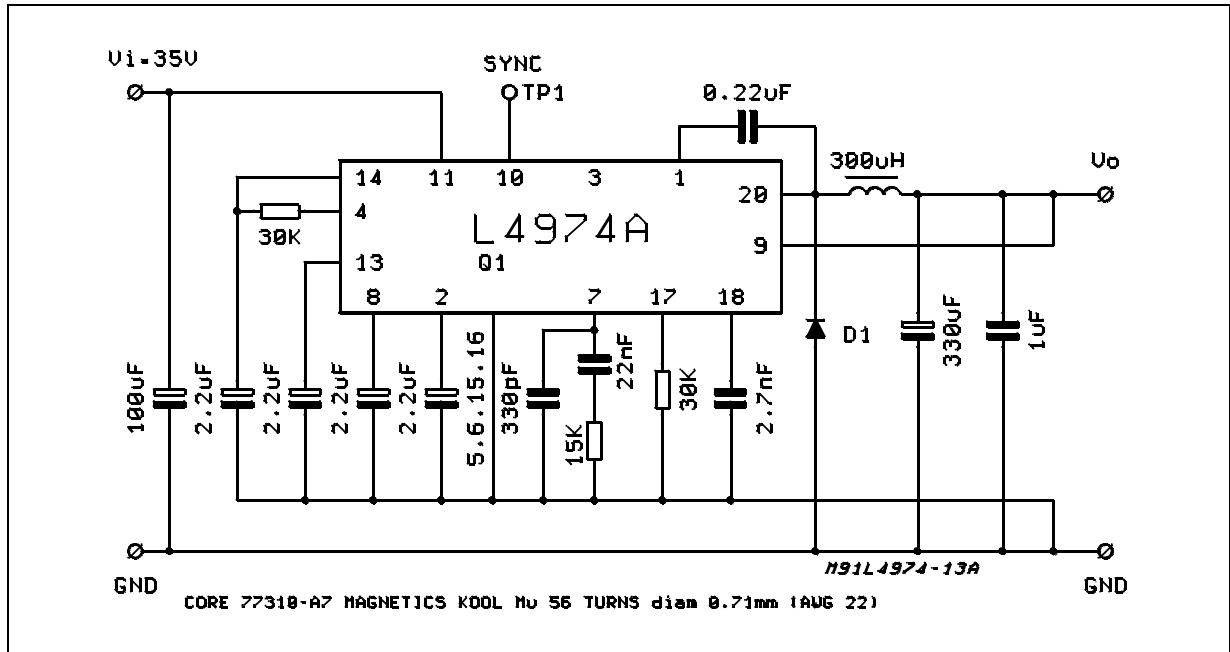 Vi=35V
SYNC
TP1
0.22uF
300uH
Vo
14
11
10
3
1
20
4
30K
L4974A
9
13
Q1
8
2
7
17
18
100uF
2.2uF
2.2uF
2.2uF
2.2uF
5.6.15.16
330pF
22nF
15K
30K
2.7nF
D1
330uF
1uF
M91L4974-13A
GND
GND
CORE 77310-A7 MAGNETICS KOOL Mu 56 TURNS diam 0.71mm (AWG 22)